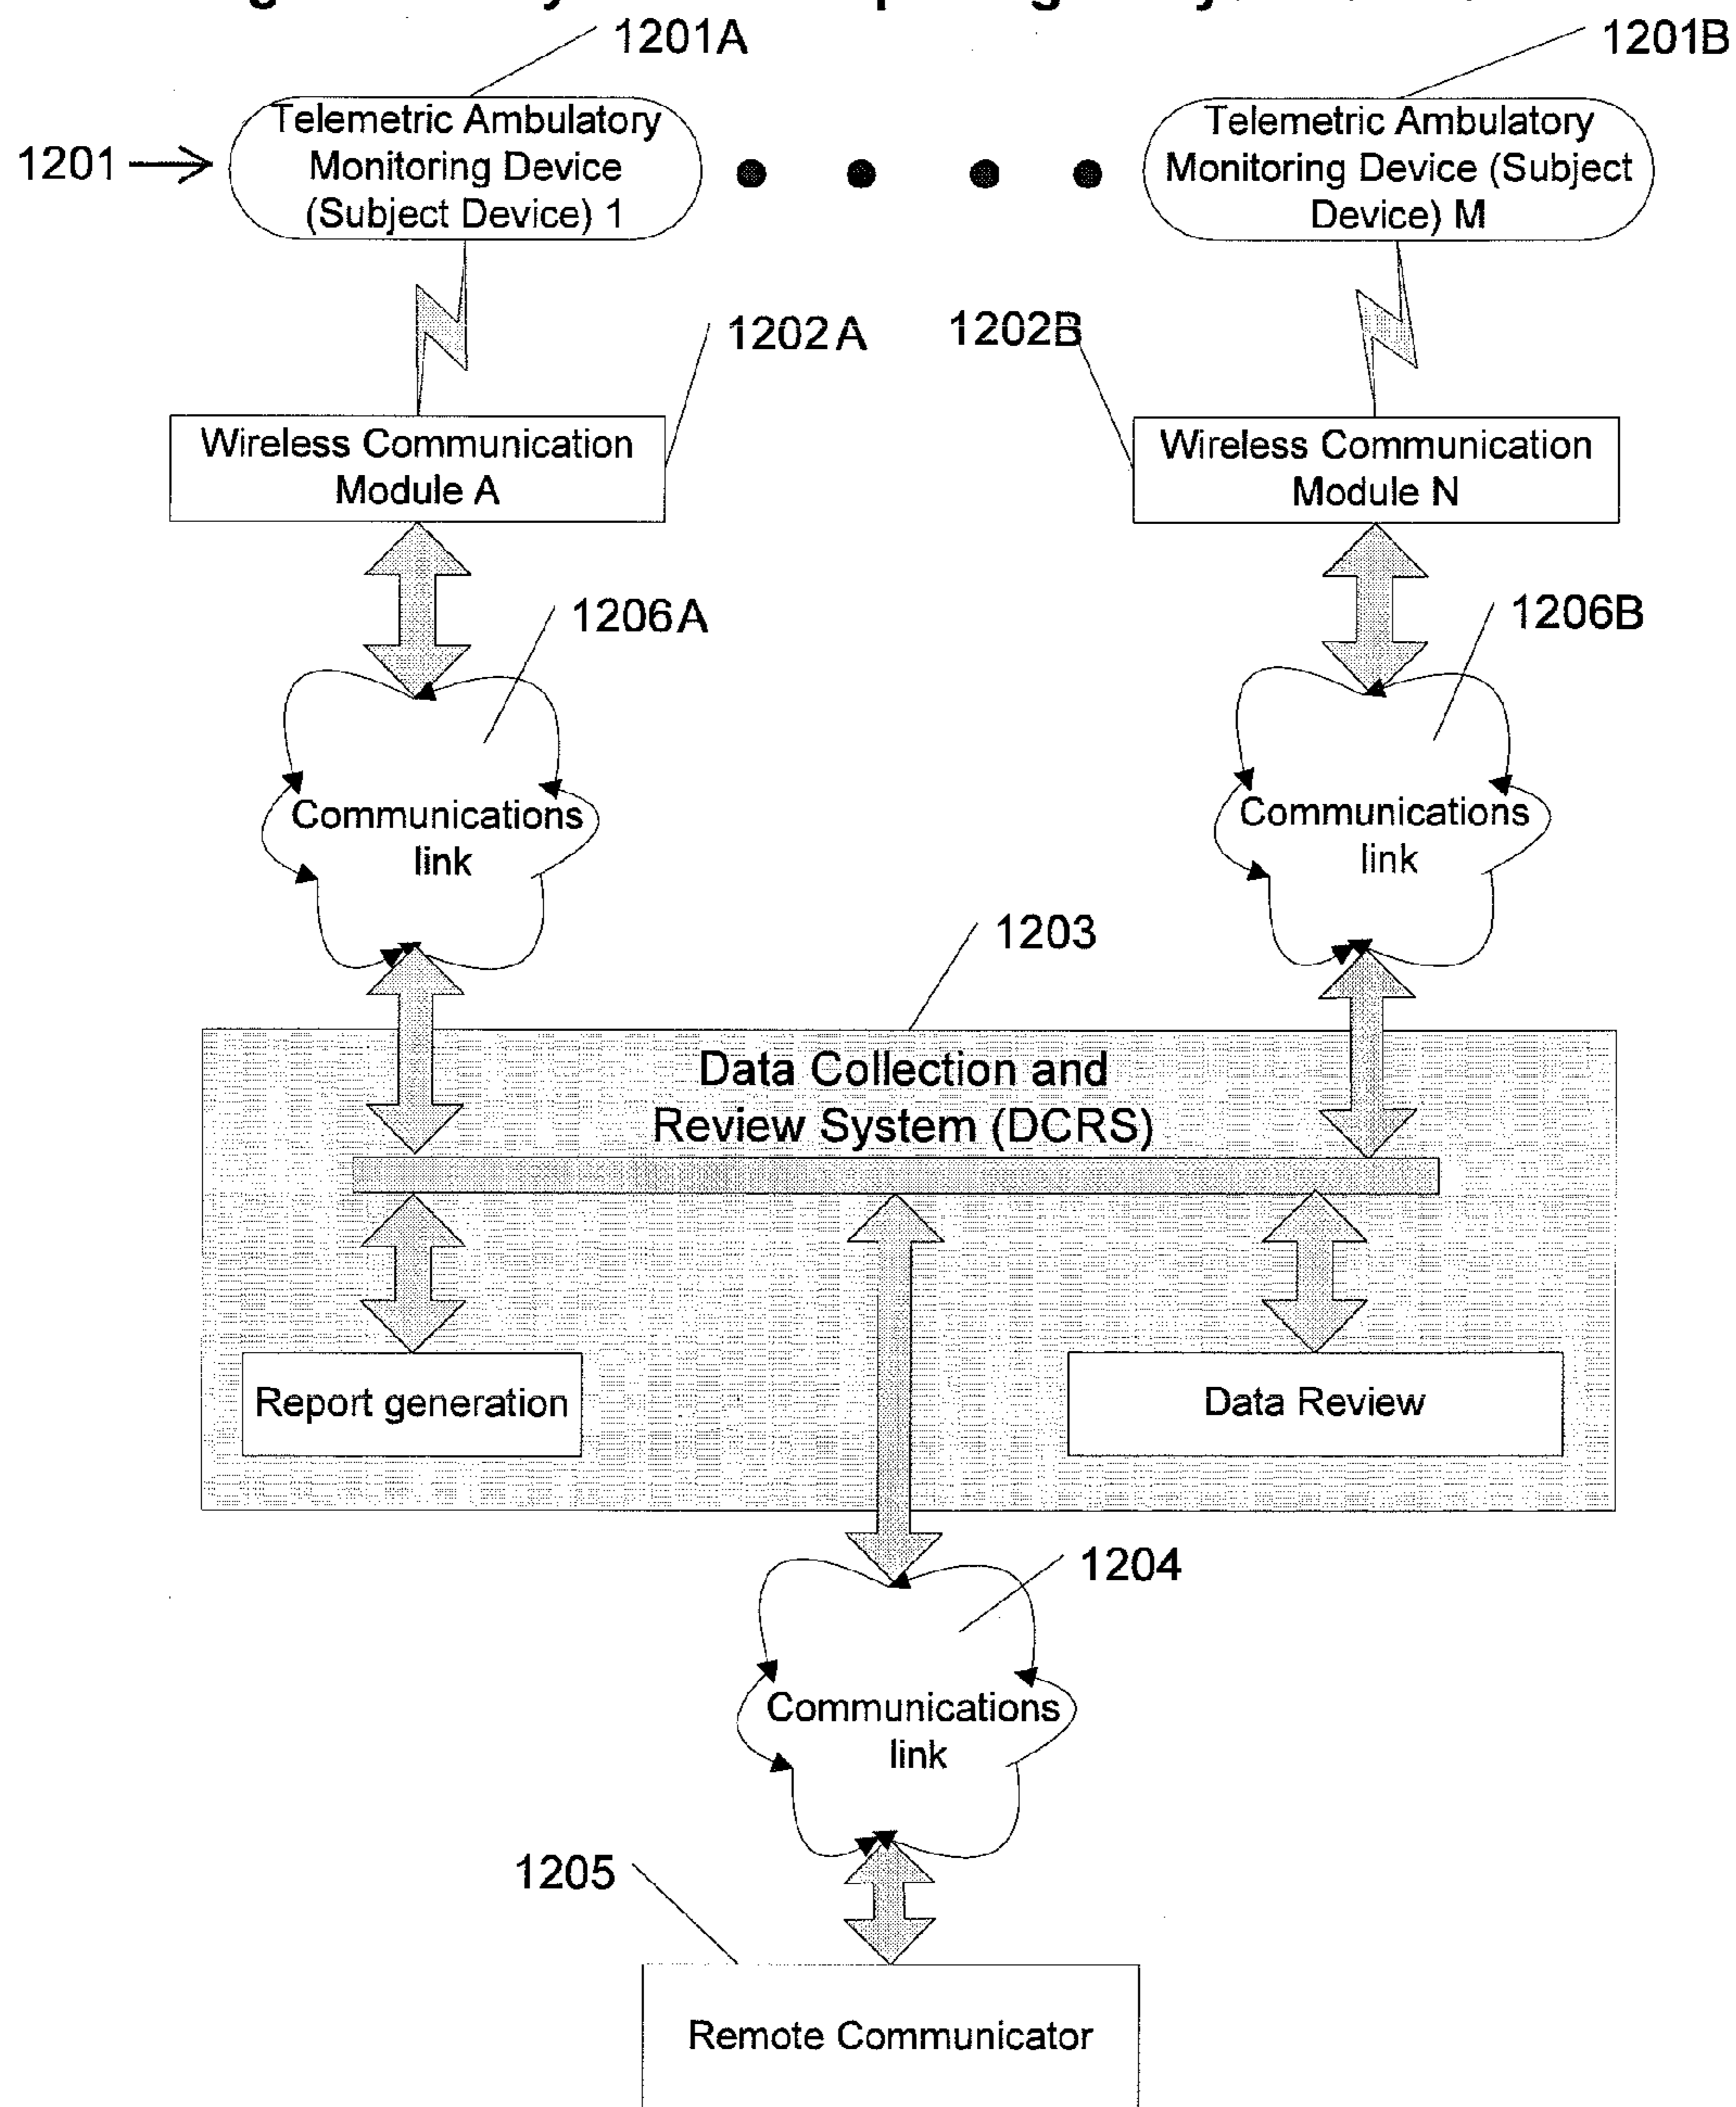 1201A
1201B
Telemetric Ambulatory
Monitoring Device
(Subject Device) 1
1201
Telemetric Ambulatory
Monitoring Device (Subject
Device) M
1202A
1202B
Wireless Communication
Module A
Wireless Communication
Module N
1206A
1206B
Communications
link
Communications
link
1203
Data Collection and
Review System (DCRS)
Report generation
Data Review
1204
Communications
link
1205
Remote Communicator